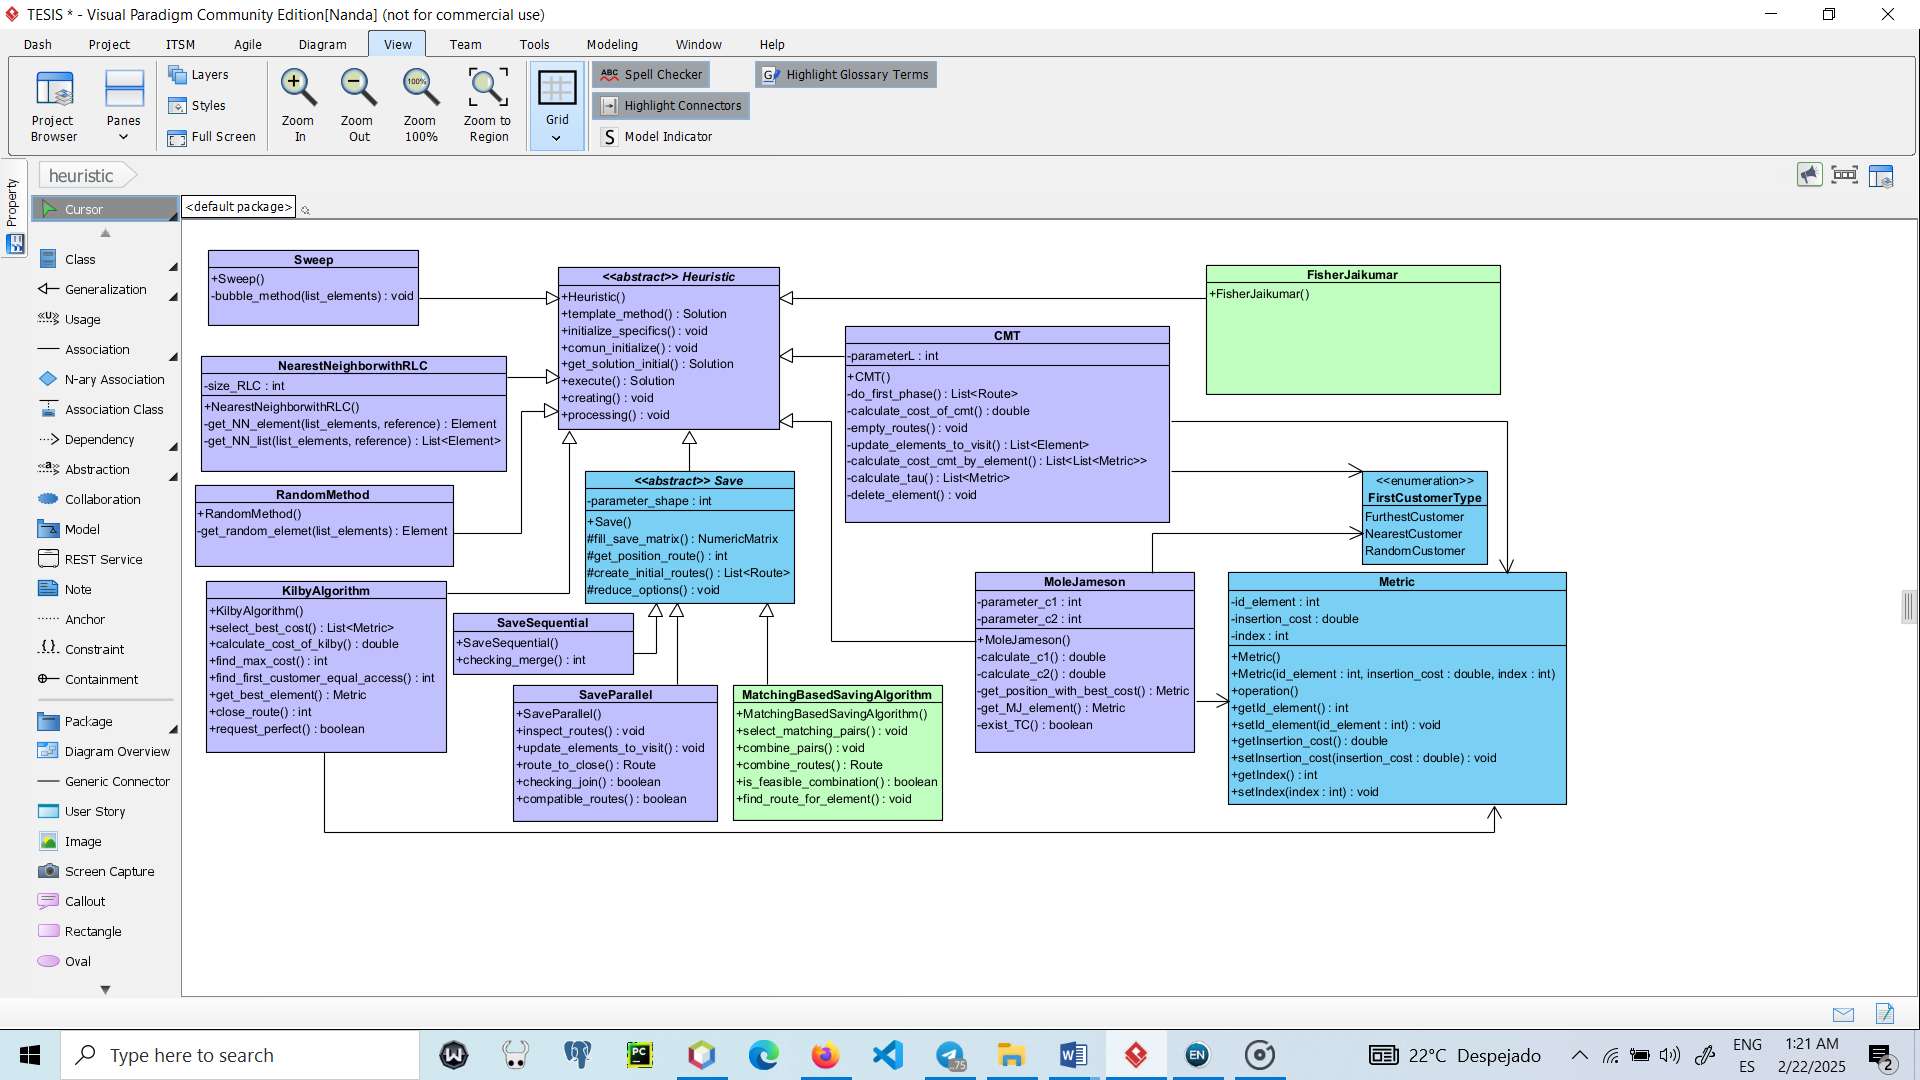 TESIS * - Visual Paradigm Community Edition[Nanda] (not for commercial use)
Dash Project ITSM Agile Diagram View Team Tools Modeling Window Help
Project Browser
Panes
Layers
Styles
Full Screen
Zoom In
Zoom Out
100%
Zoom 100%
Zoom to Region
Grid
ABC Spell Checker
Highlight Connectors
S Model Indicator
G Highlight Glossary Terms
Property
heuristic
<default package>
Cursor
Class
Generalization
«U» Usage
Association
N-ary Association
Association Class
Dependency
«a» Abstraction
Collaboration
Model
REST Service
Note
Anchor
Constraint
Containment
Package
Diagram Overview
Generic Connector
User Story
Image
Screen Capture
Callout
Rectangle
Oval
Sweep
+Sweep()
-bubble_method(list_elements) : void
NearestNeighborwithRLC
-size_RLC : int
+NearestNeighborwithRLC()
-get_NN_element(list_elements, reference) : Element
-get_NN_list(list_elements, reference) : List<Element>
RandomMethod
+RandomMethod()
-get_random_elemet(list_elements) : Element
KilbyAlgorithm
+KilbyAlgorithm()
+select_best_cost() : List<Metric>
+calculate_cost_of_kilby() : double
+find_max_cost() : int
+find_first_customer_equal_access() : int
+get_best_element() : Metric
+close_route() : int
+request_perfect() : boolean
<<abstract>> Heuristic
+Heuristic()
+template_method() : Solution
+initialize_specifics() : void
+comun_initialize() : void
+get_solution_initial() : Solution
+execute() : Solution
+creating() : void
+processing() : void
<<abstract>> Save
-parameter_shape : int
+Save()
#fill_save_matrix() : NumericMatrix
#get_position_route() : int
#create_initial_routes() : List<Route>
#reduce_options() : void
SaveSequential
+SaveSequential()
+checking_merge() : int
SaveParallel
+SaveParallel()
+inspect_routes() : void
+update_elements_to_visit() : void
+route_to_close() : Route
+checking_join() : boolean
+compatible_routes() : boolean
MatchingBasedSavingAlgorithm
+MatchingBasedSavingAlgorithm()
+select_matching_pairs() : void
+combine_pairs() : void
+combine_routes() : Route
+is_feasible_combination() : boolean
+find_route_for_element() : void
CMT
-parameterL : int
+CMT()
-do_first_phase() : List<Route>
-calculate_cost_of_cmt() : double
-empty_routes() : void
-update_elements_to_visit() : List<Element>
-calculate_cost_cmt_by_element() : List<List<Metric>>
-calculate_tau() : List<Metric>
-delete_element() : void
FisherJaikumar
+FisherJaikumar()
<<enumeration>>
FirstCustomerType
FurthestCustomer
NearestCustomer
RandomCustomer
MoleJameson
-parameter_c1 : int
-parameter_c2 : int
+MoleJameson()
-calculate_c1() : double
-calculate_c2() : double
-get_position_with_best_cost() : Metric
-get_MJ_element() : Metric
-exist_TC() : boolean
Metric
-id_element : int
-insertion_cost : double
-index : int
+Metric()
+Metric(id_element : int, insertion_cost : double, index : int)
+operation()
+getId_element() : int
+setId_element(id_element : int) : void
+getInsertion_cost() : double
+setInsertion_cost(insertion_cost : double) : void
+getIndex() : int
+setIndex(index : int) : void
Type here to search
PC
.75
EN
22°C Despejado
ENG
ES
1:21 AM
2/22/2025
2